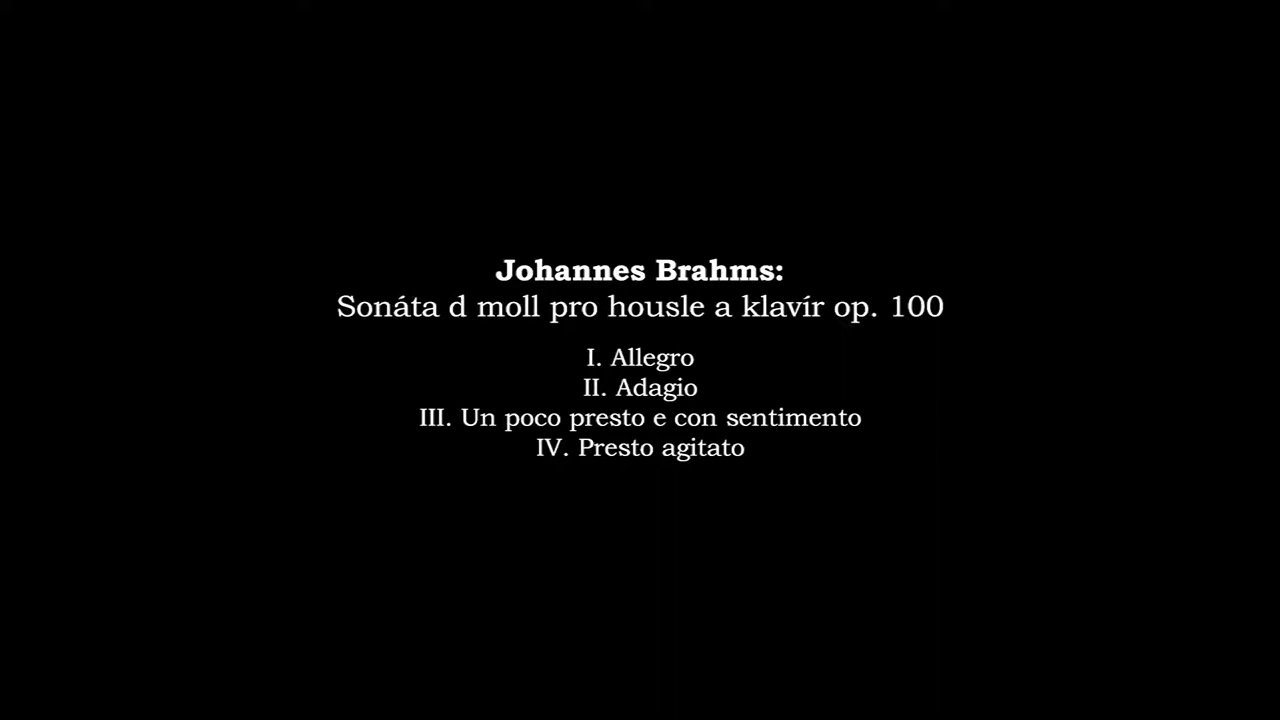 Johannes Brahms:
Sonáta d moll pro housle a klavír op. 100
I. Allegro
II. Adagio
III. Un poco presto e con sentimento
IV. Presto agitato